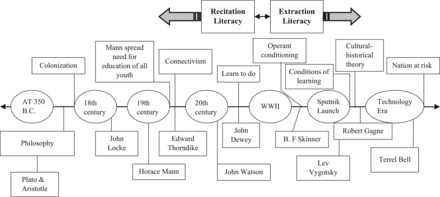 Recitation
Literacy
Extraction
Literacy
Colonization
Mann spread
need for
education of all
youth
Connectivism
Learn to do
Operant
conditioning
Conditions
of learning
Cultural-
historical
theory
Nation at risk
AT 350
B.C.
18th
century
19th
century
20th
century
WWII
Sputnik
Launch
Technology
Era
Philosophy
Plato &
Aristotle
John
Locke
Horace Mann
Edward
Thorndike
John Watson
John
Dewey
B. F Skinner
Lev
Vygotsky
Robert Gagne
Terrel Bell